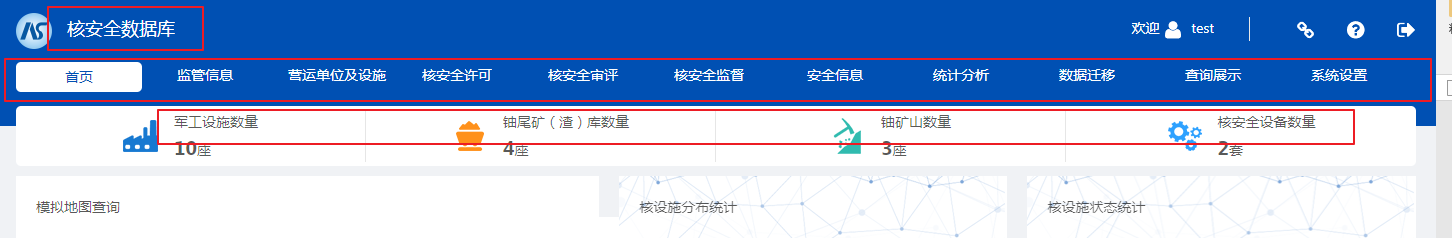 核安全数据库
欢迎 test
首页 监管信息 营运单位及设施 核安全许可 核安全审评 核安全监督 安全信息 统计分析 数据迁移 查询展示 系统设置
军工设施数量 铀尾矿（渣）库数量 铀矿山数量 核安全设备数量
10座 4座 3座 2套
模拟地图查询 核设施分布统计 核设施状态统计